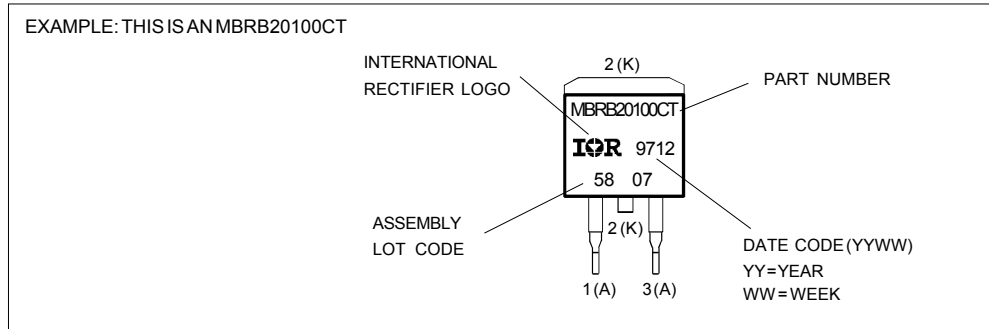 EXAMPLE: THIS IS AN MBRB20100CT
INTERNATIONAL
RECTIFIER LOGO
2 (K)
PART NUMBER
MBRB20100CT
IOR 9712
58 07
ASSEMBLY
LOT CODE
2 (K)
DATE CODE (YYWW)
YY=YEAR
WW=WEEK
1 (A) 3 (A)